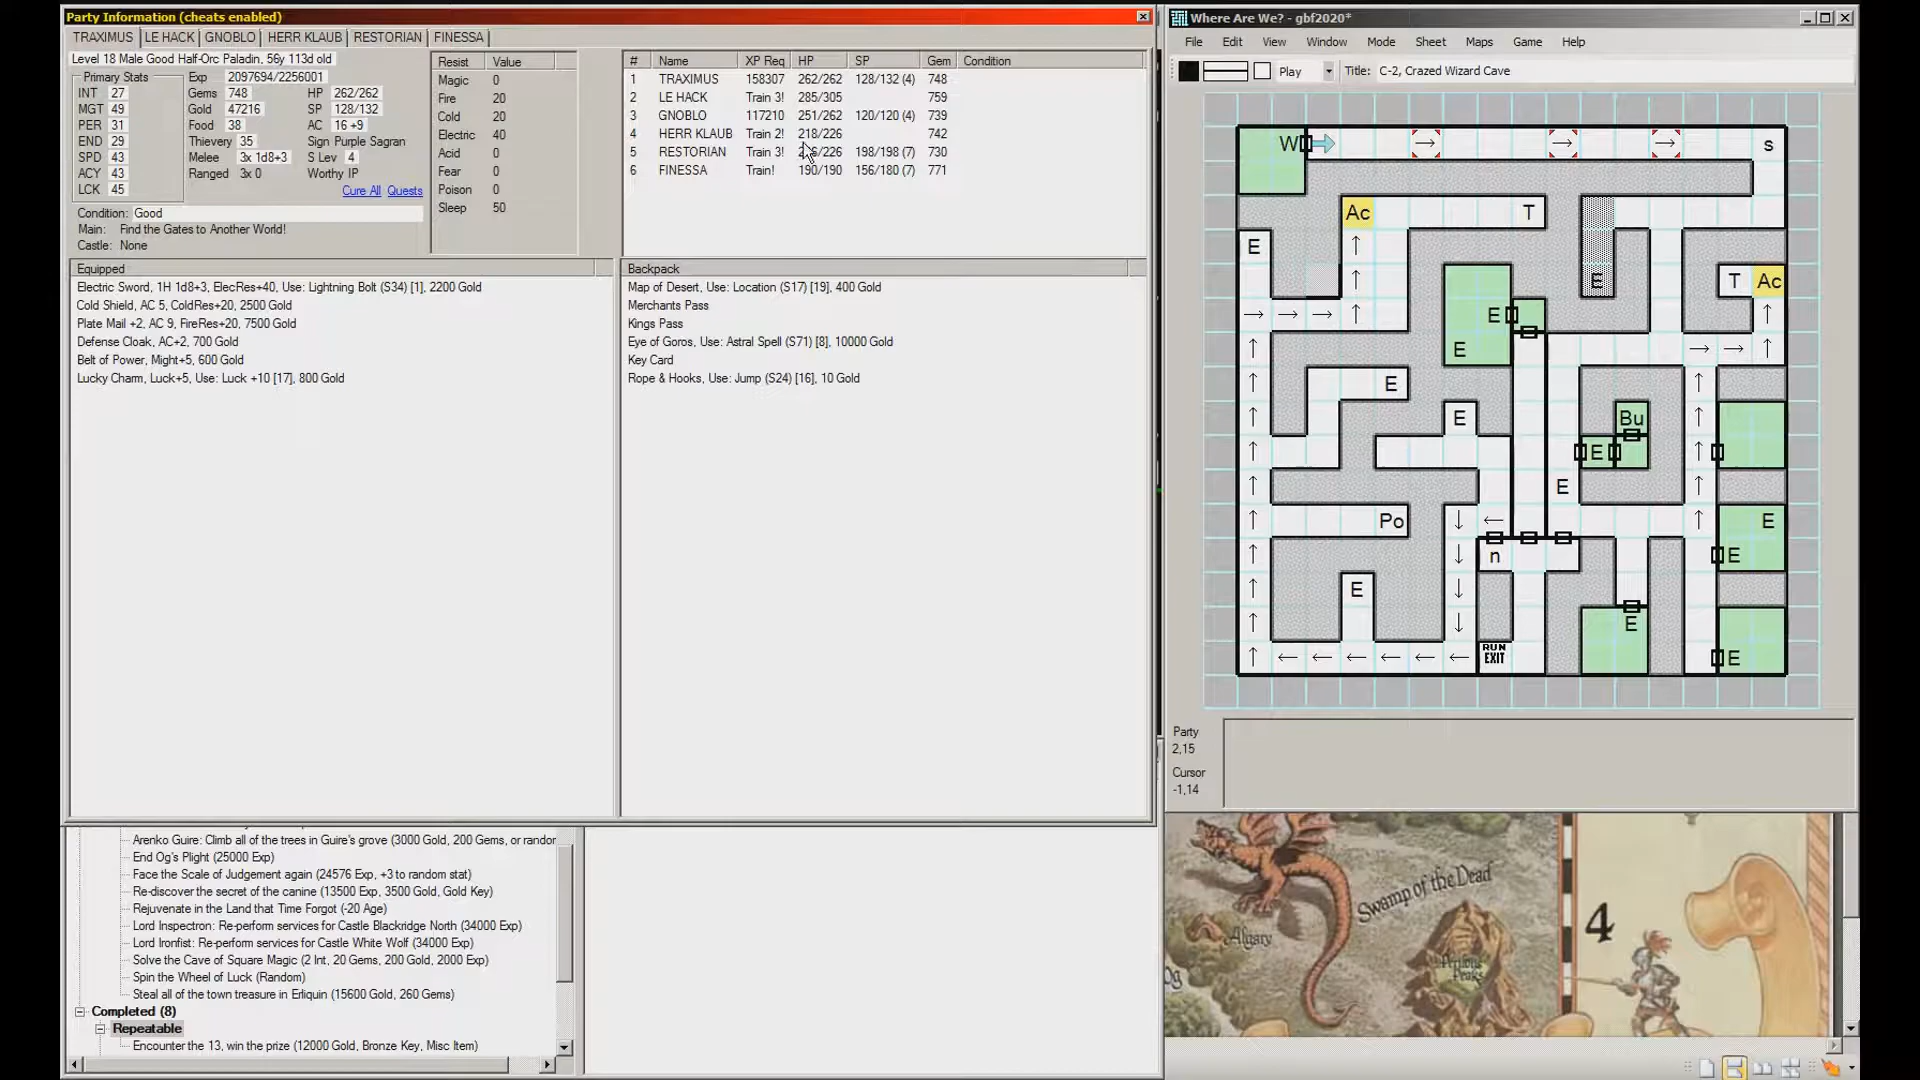 Party Information (cheats enabled)
TRAXIMUS LE HACK GNOBLO HERR KLAUB RESTORIAN FINESSA
Level 18 Male Good Half-Orc Paladin, 56y 113d old
Primary Stats
INT 27
MGT 49
PER 31
END 29
SPD 43
ACY 43
LCK 45
Exp 2097694/2256001
Gems 748 HP 262/262
Gold 47216 SP 128/132
Food 38 AC 16 +9
Thievery 35 Sign Purple Sagran
Melee 3x 1d8+3 S Lev 4
Ranged 3x 0 Worthy IP
Cure All Quests
Condition: Good
Main: Find the Gates to Another World!
Castle: None
Resist Value
Magic 0
Fire 20
Cold 20
Electric 40
Acid 0
Fear 0
Poison 0
Sleep 50
# Name XP Req HP SP Gem Condition
1 TRAXIMUS 158307 262/262 128/132 (4) 748
2 LE HACK Train 3! 285/305 759
3 GNOBLO 117210 251/262 120/120 (4) 739
4 HERR KLAUB Train 2! 218/226 742
5 RESTORIAN Train 3! /226 198/198 (7) 730
6 FINESSA Train! 190/190 156/180 (7) 771
Equipped
Electric Sword, 1H 1d8+3, ElecRes+40, Use: Lightning Bolt (S34) [1], 2200 Gold
Cold Shield, AC 5, ColdRes+20, 2500 Gold
Plate Mail +2, AC 9, FireRes+20, 7500 Gold
Defense Cloak, AC+2, 700 Gold
Belt of Power, Might+5, 600 Gold
Lucky Charm, Luck+5, Use: Luck +10 [17], 800 Gold
Backpack
Map of Desert, Use: Location (S17) [19], 400 Gold
Merchants Pass
Kings Pass
Eye of Goros, Use: Astral Spell (S71) [8], 10000 Gold
Key Card
Rope & Hooks, Use: Jump (S24) [16], 10 Gold
Arenko Guire: Climb all of the trees in Guire's grove (3000 Gold, 200 Gems, or randor
End Og's Plight (25000 Exp)
Face the Scale of Judgement again (24576 Exp, +3 to random stat)
Re-discover the secret of the canine (13500 Exp, 3500 Gold, Gold Key)
Rejuvenate in the Land that Time Forgot (-20 Age)
Lord Inspectron: Re-perform services for Castle Blackridge North (34000 Exp)
Lord Ironfist: Re-perform services for Castle White Wolf (34000 Exp)
Solve the Cave of Square Magic (2 Int, 20 Gems, 200 Gold, 2000 Exp)
Spin the Wheel of Luck (Random)
Steal all of the town treasure in Erliquin (15600 Gold, 260 Gems)
Completed (8)
Repeatable
Encounter the 13, win the prize (12000 Gold, Bronze Key, Misc Item)
Where Are We? - gbf2020*
File Edit View Window Mode Sheet Maps Game Help
Play Title: C-2, Crazed Wizard Cave
W s
Ac T
E
E T Ac
E
E
E
E Bu
E
E
Po E
n E
E
E
RUN
EXIT E
Party
2,15
Cursor
-1,14
Swamp of the Dead
Algary
Perilous
Peaks
Og
4